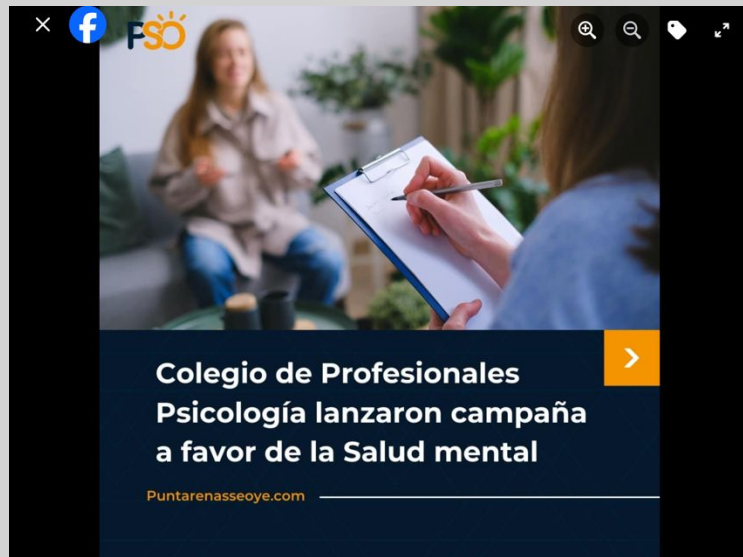 PSO
Colegio de Profesionales
Psicología lanzaron campaña
a favor de la Salud mental
Puntarenasseoye.com